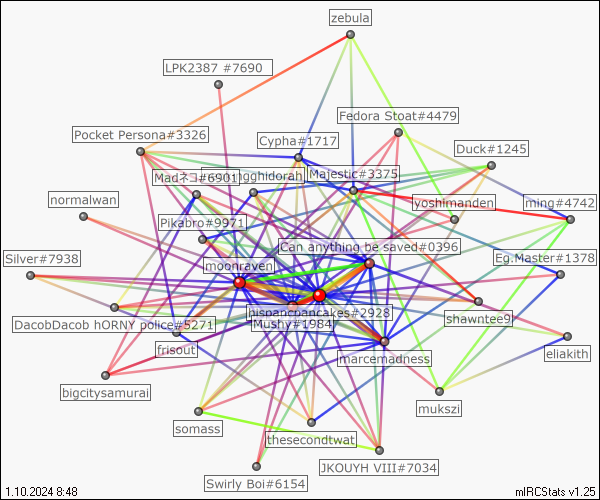 zebula
LPK2387 #7690
Fedora Stoat#4479
Pocket Persona#3326
Cypha#1717
Duck#1245
Madネコ#6901
ghidorah
Majestic#3375
normalwan
yoshimanden
ming#4742
Pikabro#9971
Can anything be saved#0396
Silver#7938
moonraven
Eg.Master#1378
hispancpancakes#2928
DacobDacob hORNY police#5271
Mushy#1984
shawntee9
frisout
marcemadness
eliakith
bigcitysamurai
mukszi
somass
thesecondtwat
JKOUYH VIII#7034
Swirly Boi#6154
1.10.2024 8:48
mIRCStats v1.25